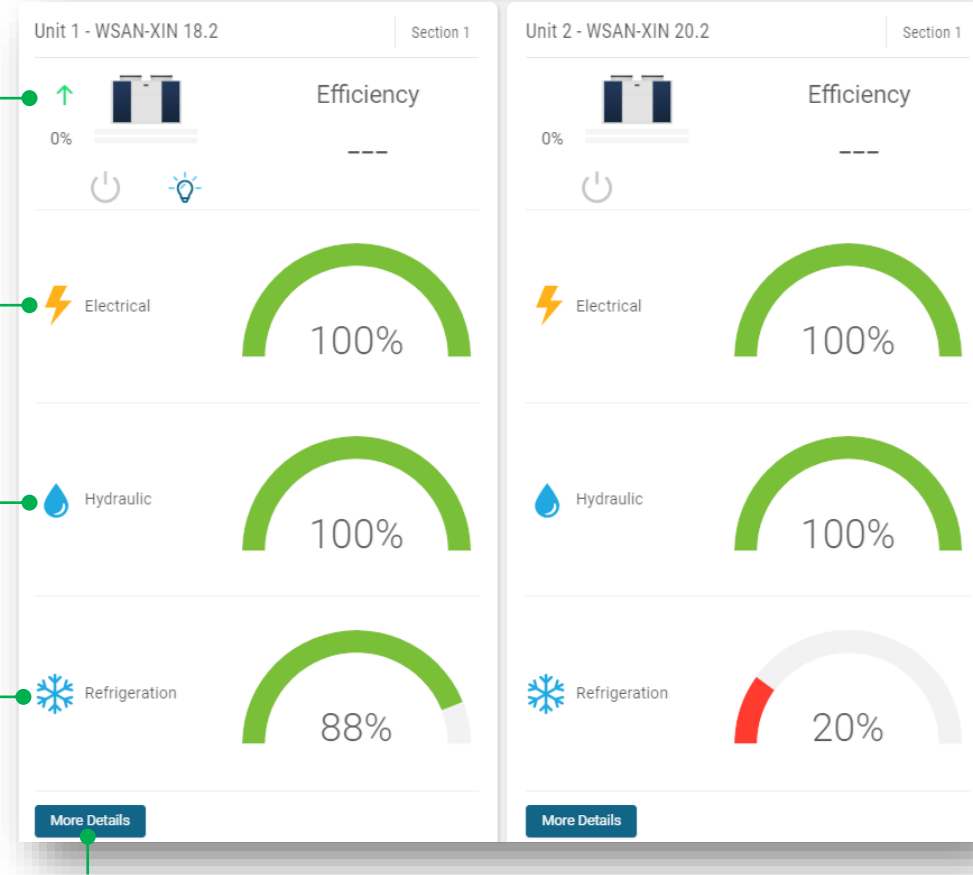 Unit 1 - WSAN-XIN 18.2
Section 1
Efficiency
0%
---
Electrical
100%
Hydraulic
100%
Refrigeration
88%
More Details
Unit 2 - WSAN-XIN 20.2
Section 1
Efficiency
0%
---
Electrical
100%
Hydraulic
100%
Refrigeration
20%
More Details